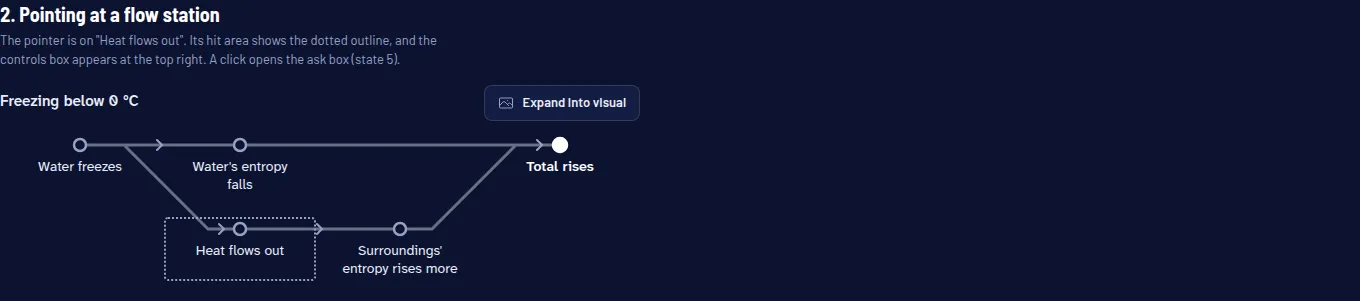 2. Pointing at a flow station
The pointer is on "Heat flows out". Its hit area shows the dotted outline, and the
controls box appears at the top right. A click opens the ask box (state 5).
Freezing below 0 °C
Expand into visual
Water freezes
Water's entropy
falls
Total rises
Heat flows out
Surroundings'
entropy rises more